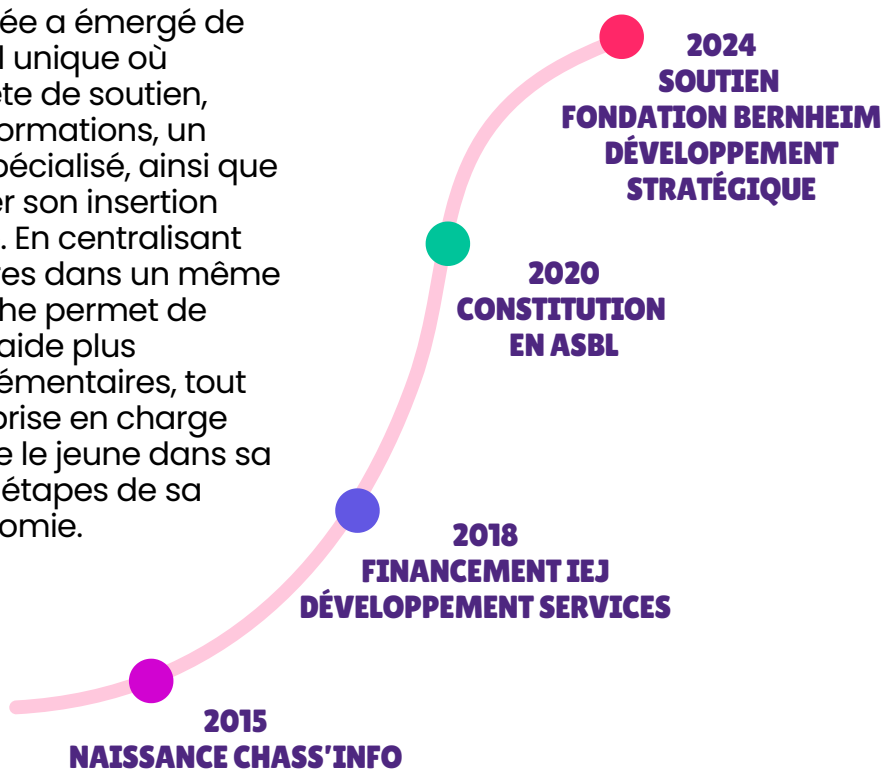 ée a émergé de
unique où
ète de soutien,
ormations, un
pécialisé, ainsi que
er son insertion
. En centralisant
res dans un même
he permet de
aide plus
émentaires, tout
prise en charge
e le jeune dans sa
étapes de sa
omie.
2024
SOUTIEN
FONDATION BERNHEIM
DÉVELOPPEMENT
STRATÉGIQUE
2020
CONSTITUTION
EN ASBL
2018
FINANCEMENT IEJ
DÉVELOPPEMENT SERVICES
2015
NAISSANCE CHASS'INFO